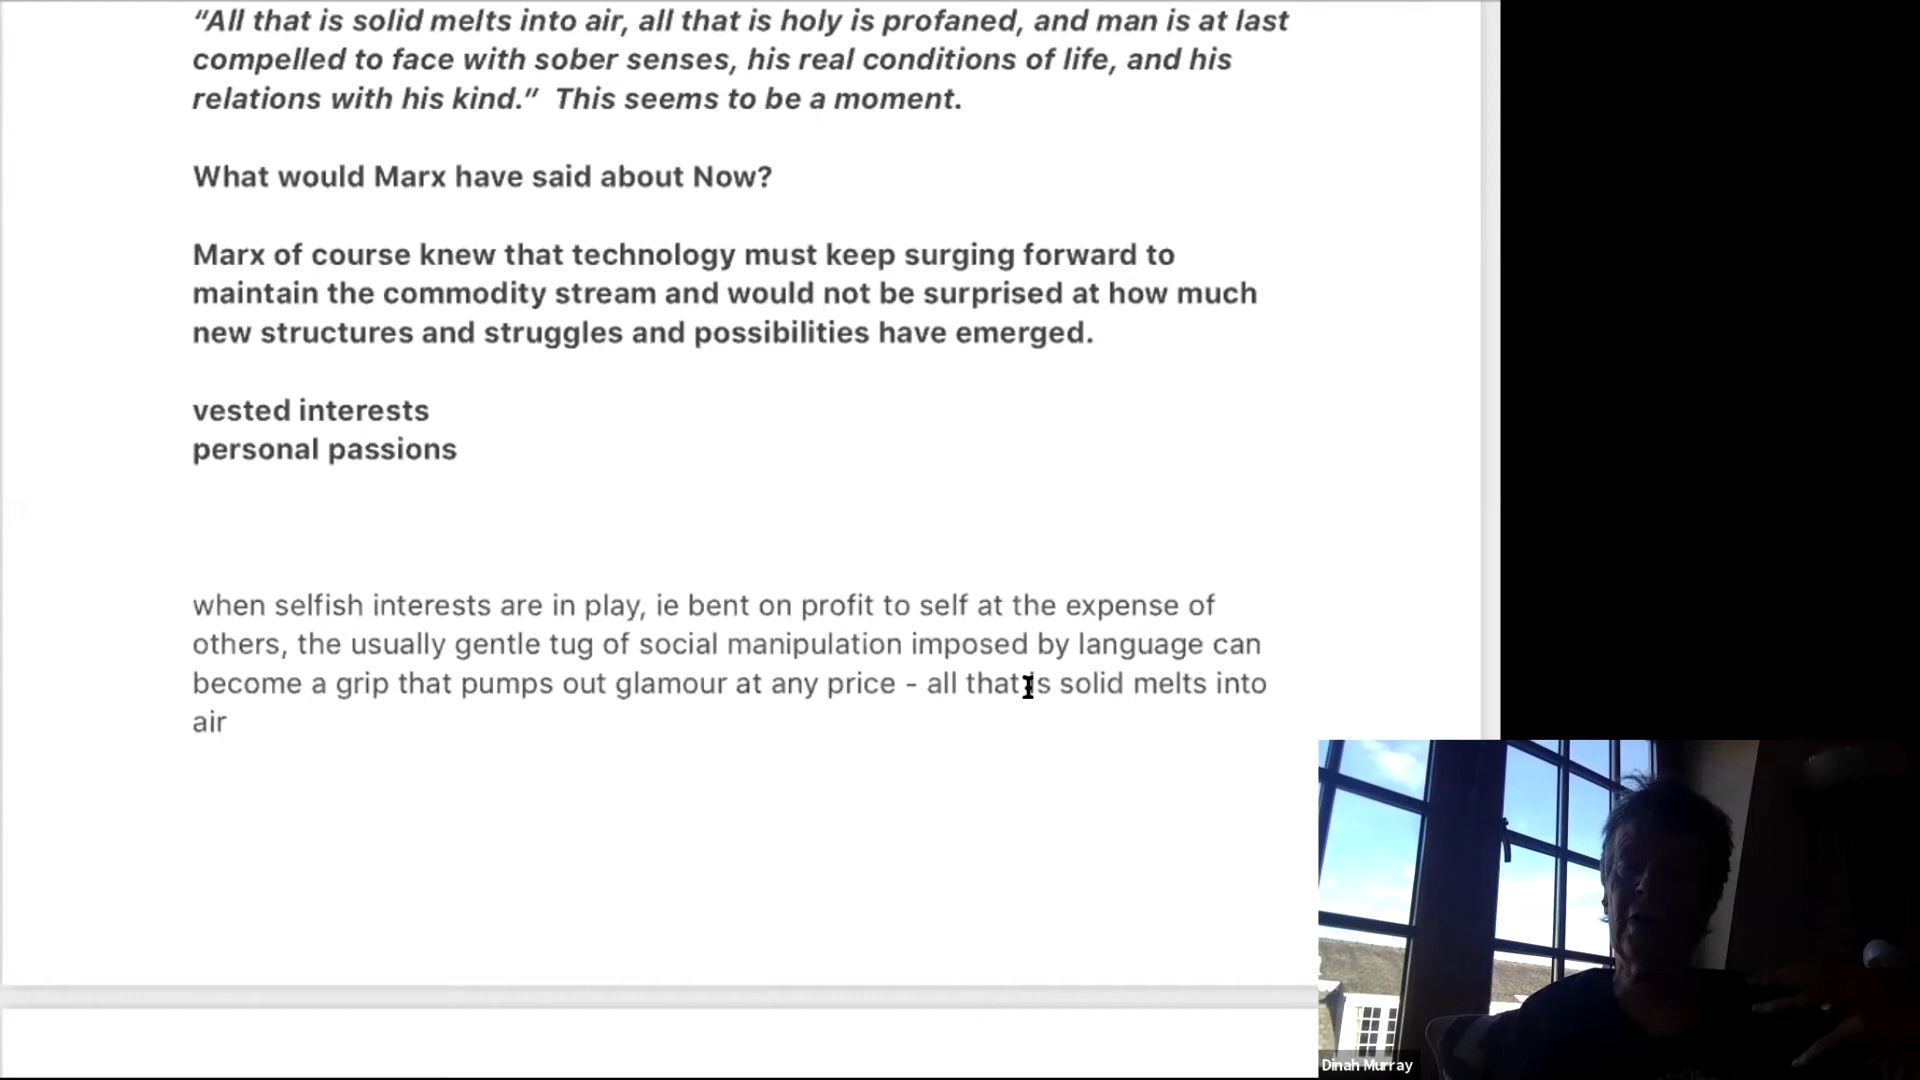 “All that is solid melts into air, all that is holy is profaned, and man is at last
compelled to face with sober senses, his real conditions of life, and his
relations with his kind.” This seems to be a moment.
What would Marx have said about Now?
Marx of course knew that technology must keep surging forward to
maintain the commodity stream and would not be surprised at how much
new structures and struggles and possibilities have emerged.
vested interests
personal passions
when selfish interests are in play, ie bent on profit to self at the expense of
others, the usually gentle tug of social manipulation imposed by language can
become a grip that pumps out glamour at any price - all that is solid melts into
air
Dinah Murray